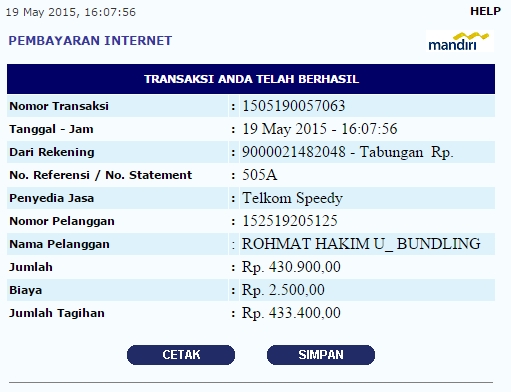 19 May 2015, 16:07:56 HELP
PEMBAYARAN INTERNET mandiri
TRANSAKSI ANDA TELAH BERHASIL
Nomor Transaksi : 1505190057063
Tanggal - Jam : 19 May 2015 - 16:07:56
Dari Rekening : 9000021482048 - Tabungan Rp.
No. Referensi / No. Statement : 505A
Penyedia Jasa : Telkom Speedy
Nomor Pelanggan : 152519205125
Nama Pelanggan : ROHMAT HAKIM U_ BUNDLING
Jumlah : Rp. 430.900,00
Biaya : Rp. 2.500,00
Jumlah Tagihan : Rp. 433.400,00
CETAK SIMPAN